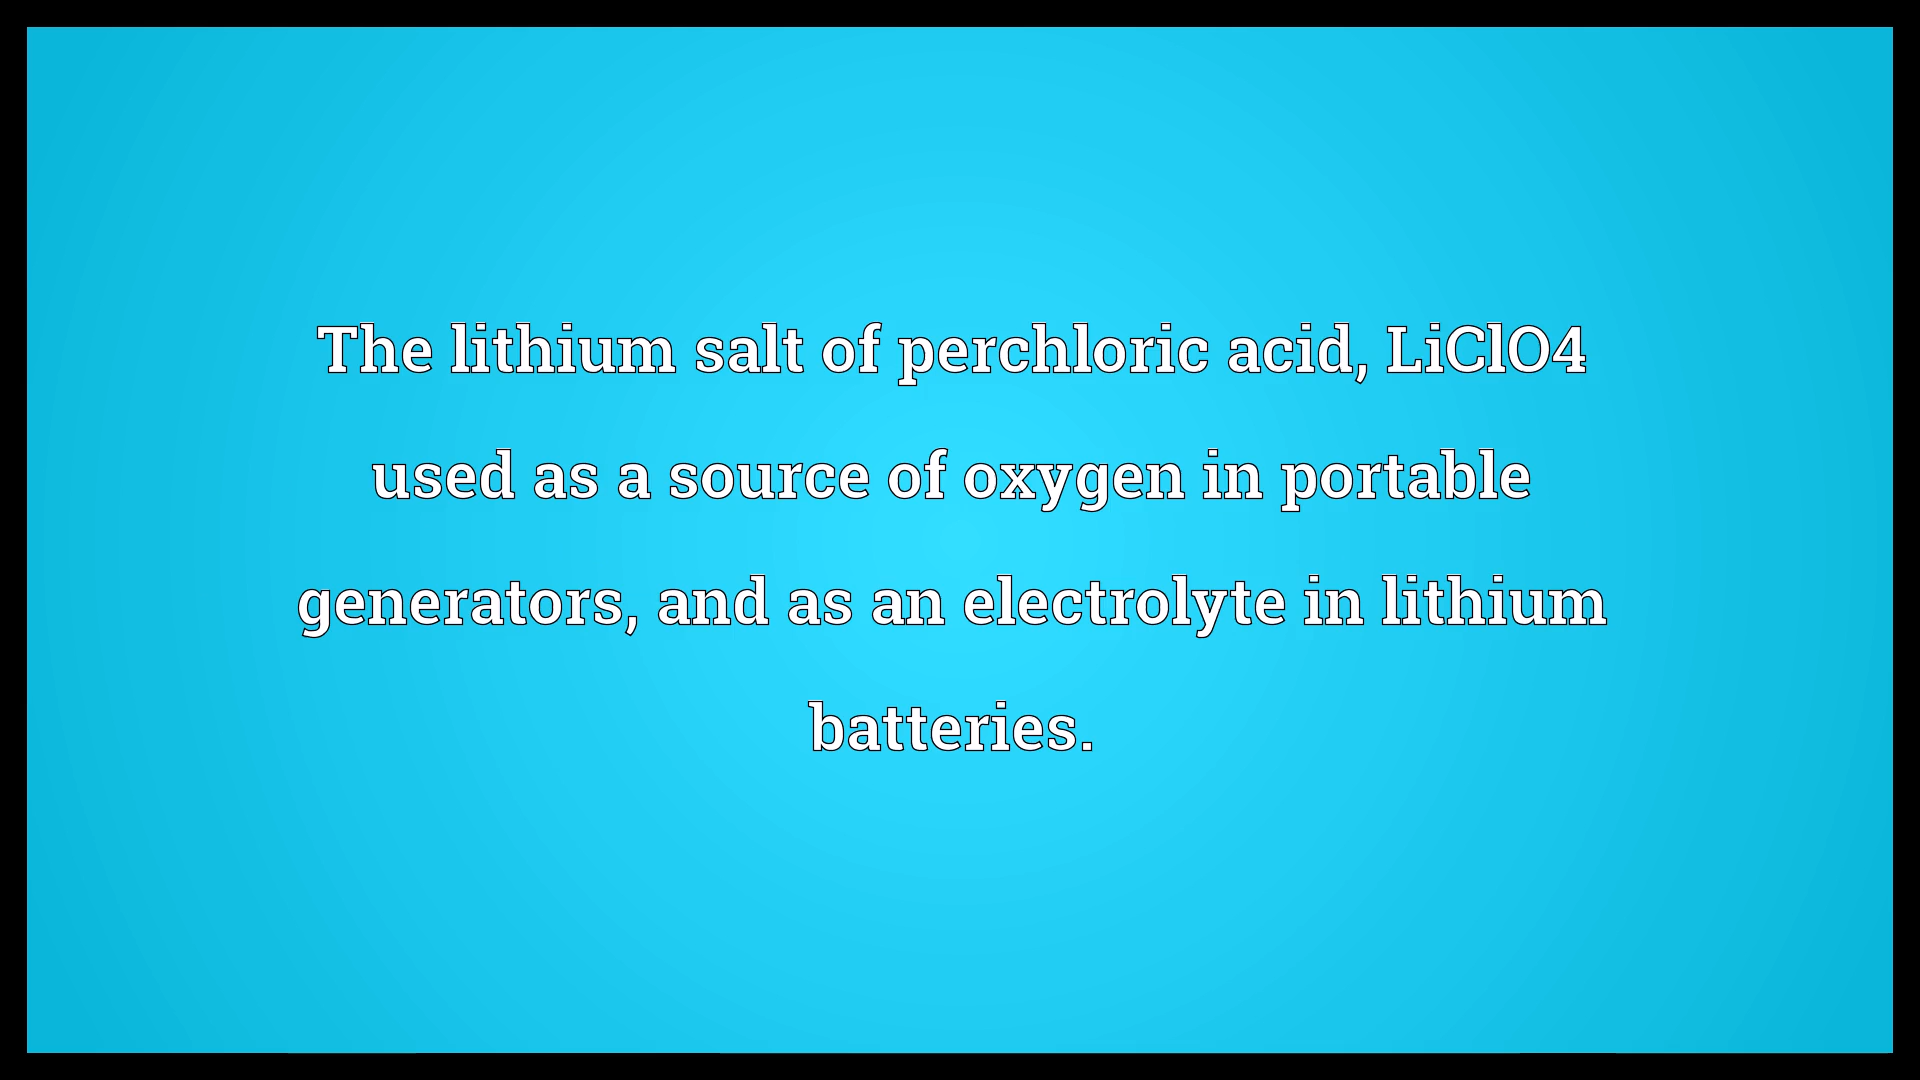 The lithium salt of perchloric acid, LiClO4
used as a source of oxygen in portable
generators, and as an electrolyte in lithium
batteries.